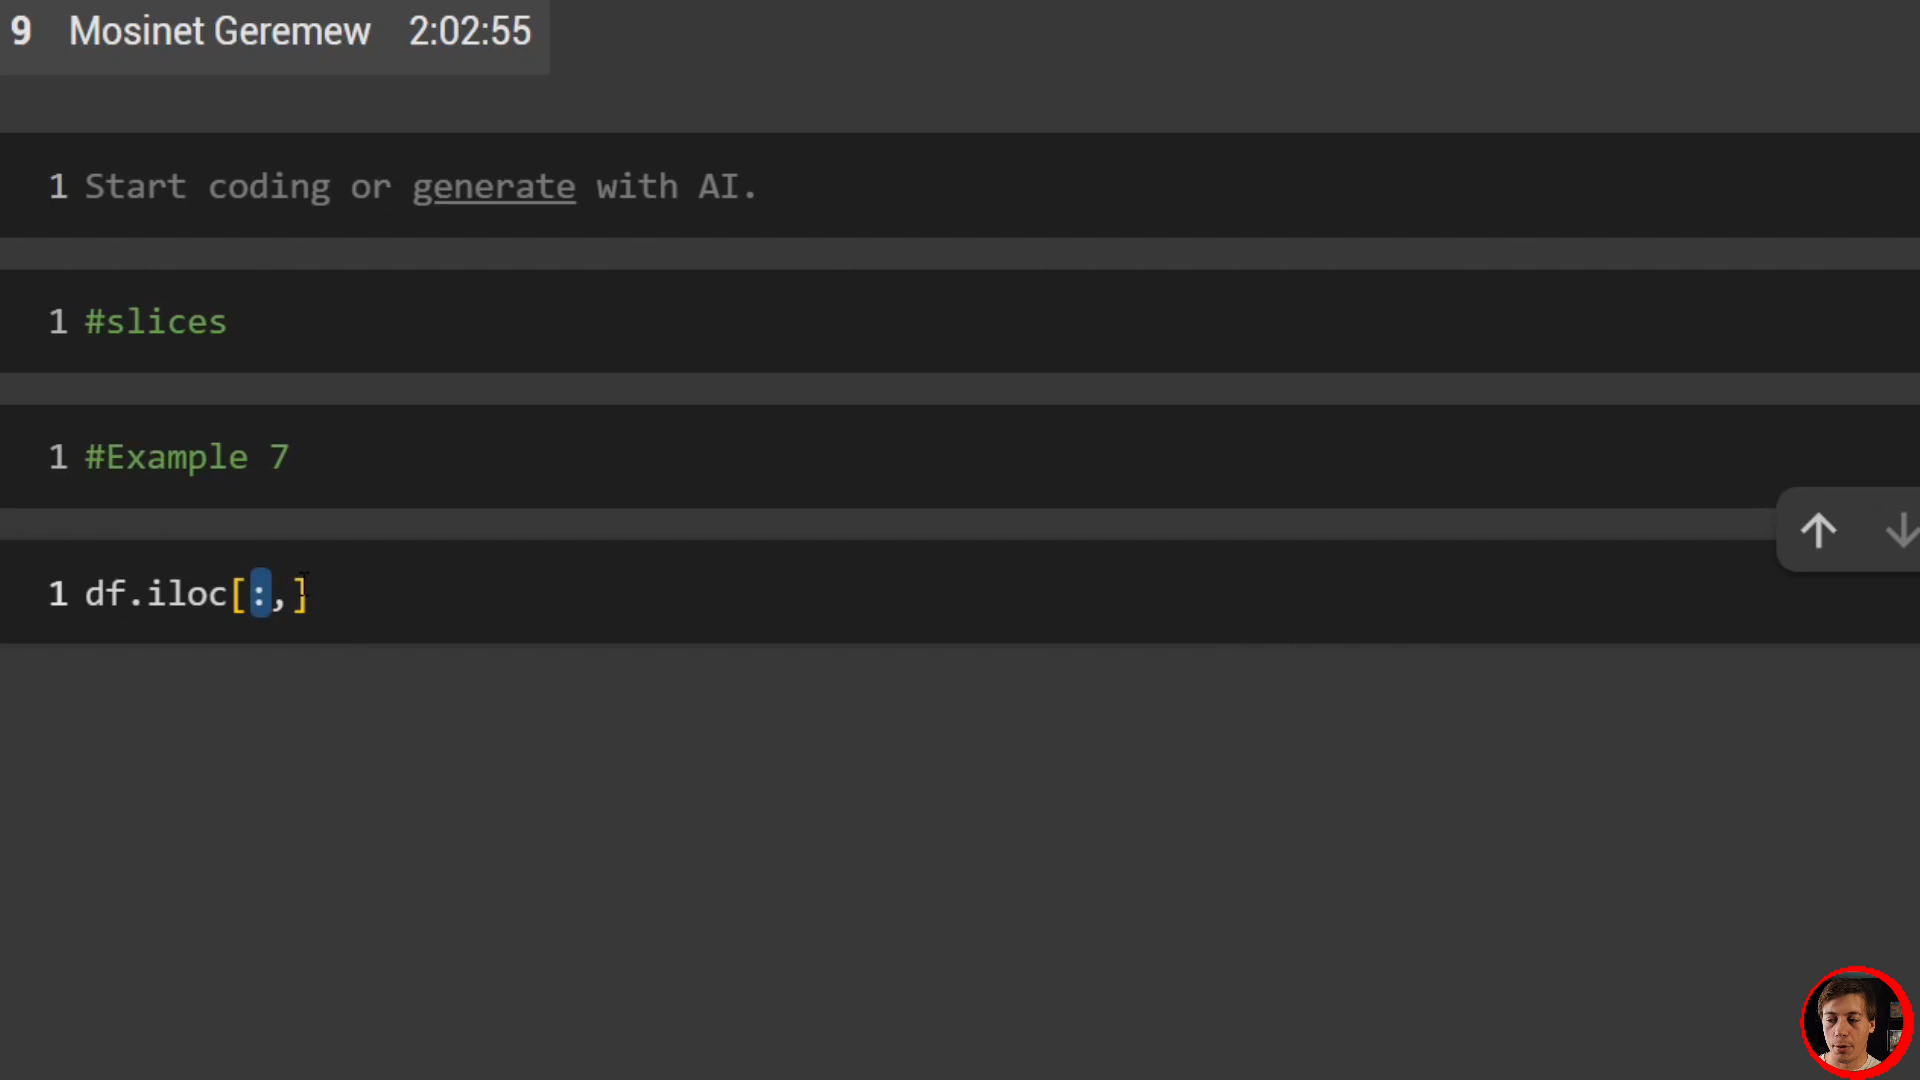 9 Mosinet Geremew 2:02:55
1 Start coding or generate with AI.
1 #slices
1 #Example 7
1 df.iloc[:,]